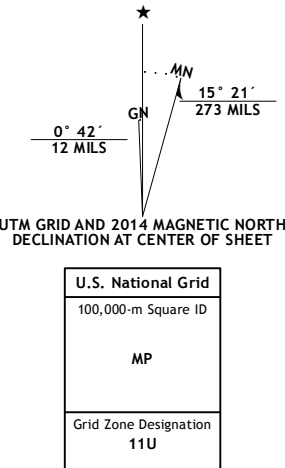 ★
MN
GN
15° 21´
273 MILS
0° 42´
12 MILS
UTM GRID AND 2014 MAGNETIC NORTH
DECLINATION AT CENTER OF SHEET
U.S. National Grid
100,000-m Square ID
MP
Grid Zone Designation
11U